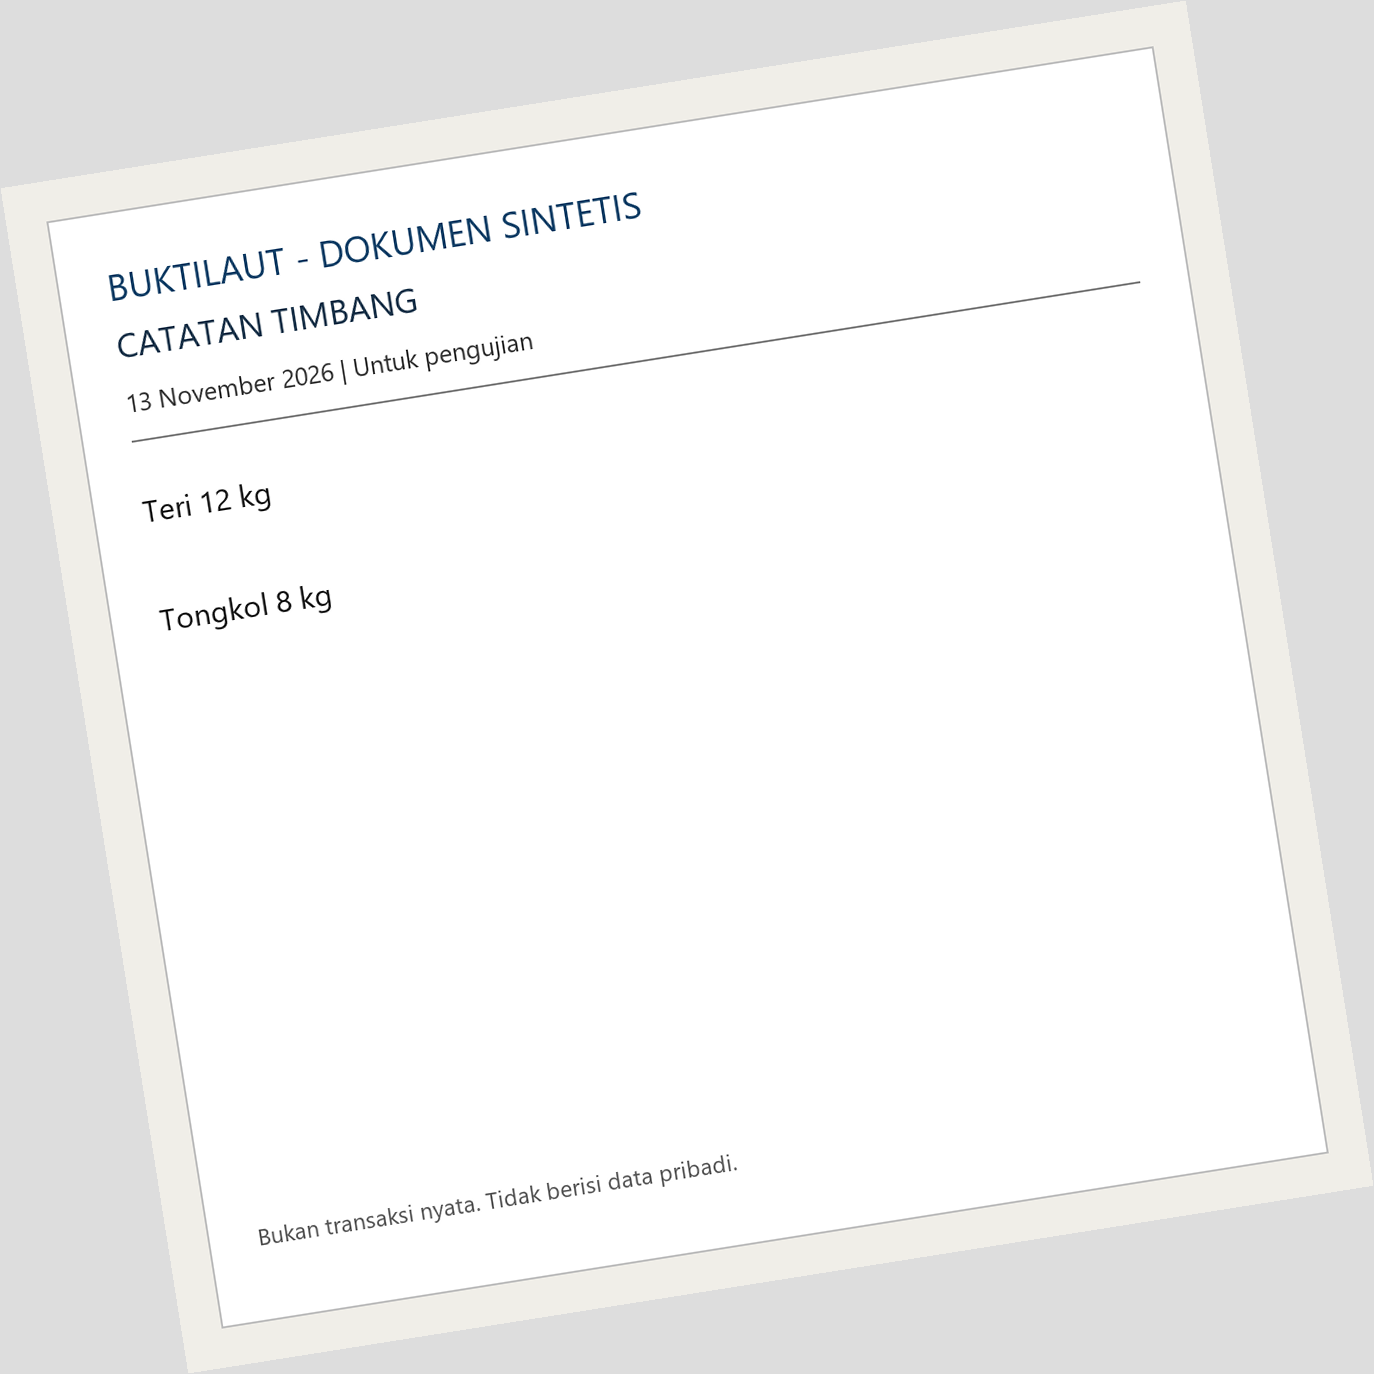 BUKTILAUT - DOKUMEN SINTETIS
CATATAN TIMBANG
13 November 2026 | Untuk pengujian
Teri 12 kg
Tongkol 8 kg
Bukan transaksi nyata. Tidak berisi data pribadi.